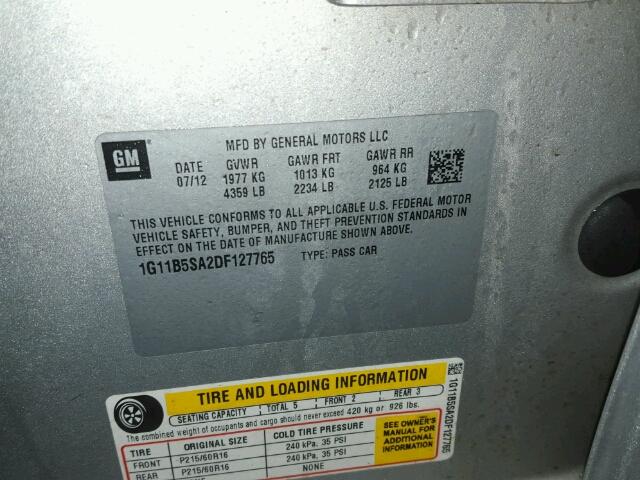 GM
MFD BY GENERAL MOTORS LLC
DATE GVWR GAWR FRT GAWR RR
07/12 1977 KG 1013 KG 964 KG
4359 LB 2234 LB 2125 LB
THIS VEHICLE CONFORMS TO ALL APPLICABLE U.S. FEDERAL MOTOR
VEHICLE SAFETY, BUMPER, AND THEFT PREVENTION STANDARDS IN
EFFECT ON THE DATE OF MANUFACTURE SHOWN ABOVE.
1G11B5SA2DF127765 TYPE: PASS CAR
TIRE AND LOADING INFORMATION
SEATING CAPACITY TOTAL 5 FRONT 2 REAR 3
The combined weight of occupants and cargo should never exceed 420 kg or 926 lbs.
TIRE ORIGINAL SIZE COLD TIRE PRESSURE
FRONT P215/60R16 240 kPa, 35 PSI
REAR P215/60R16 240 kPa, 35 PSI
NONE
SEE OWNER'S
MANUAL FOR
ADDITIONAL
INFORMATION
1G11B5SA2DF127765